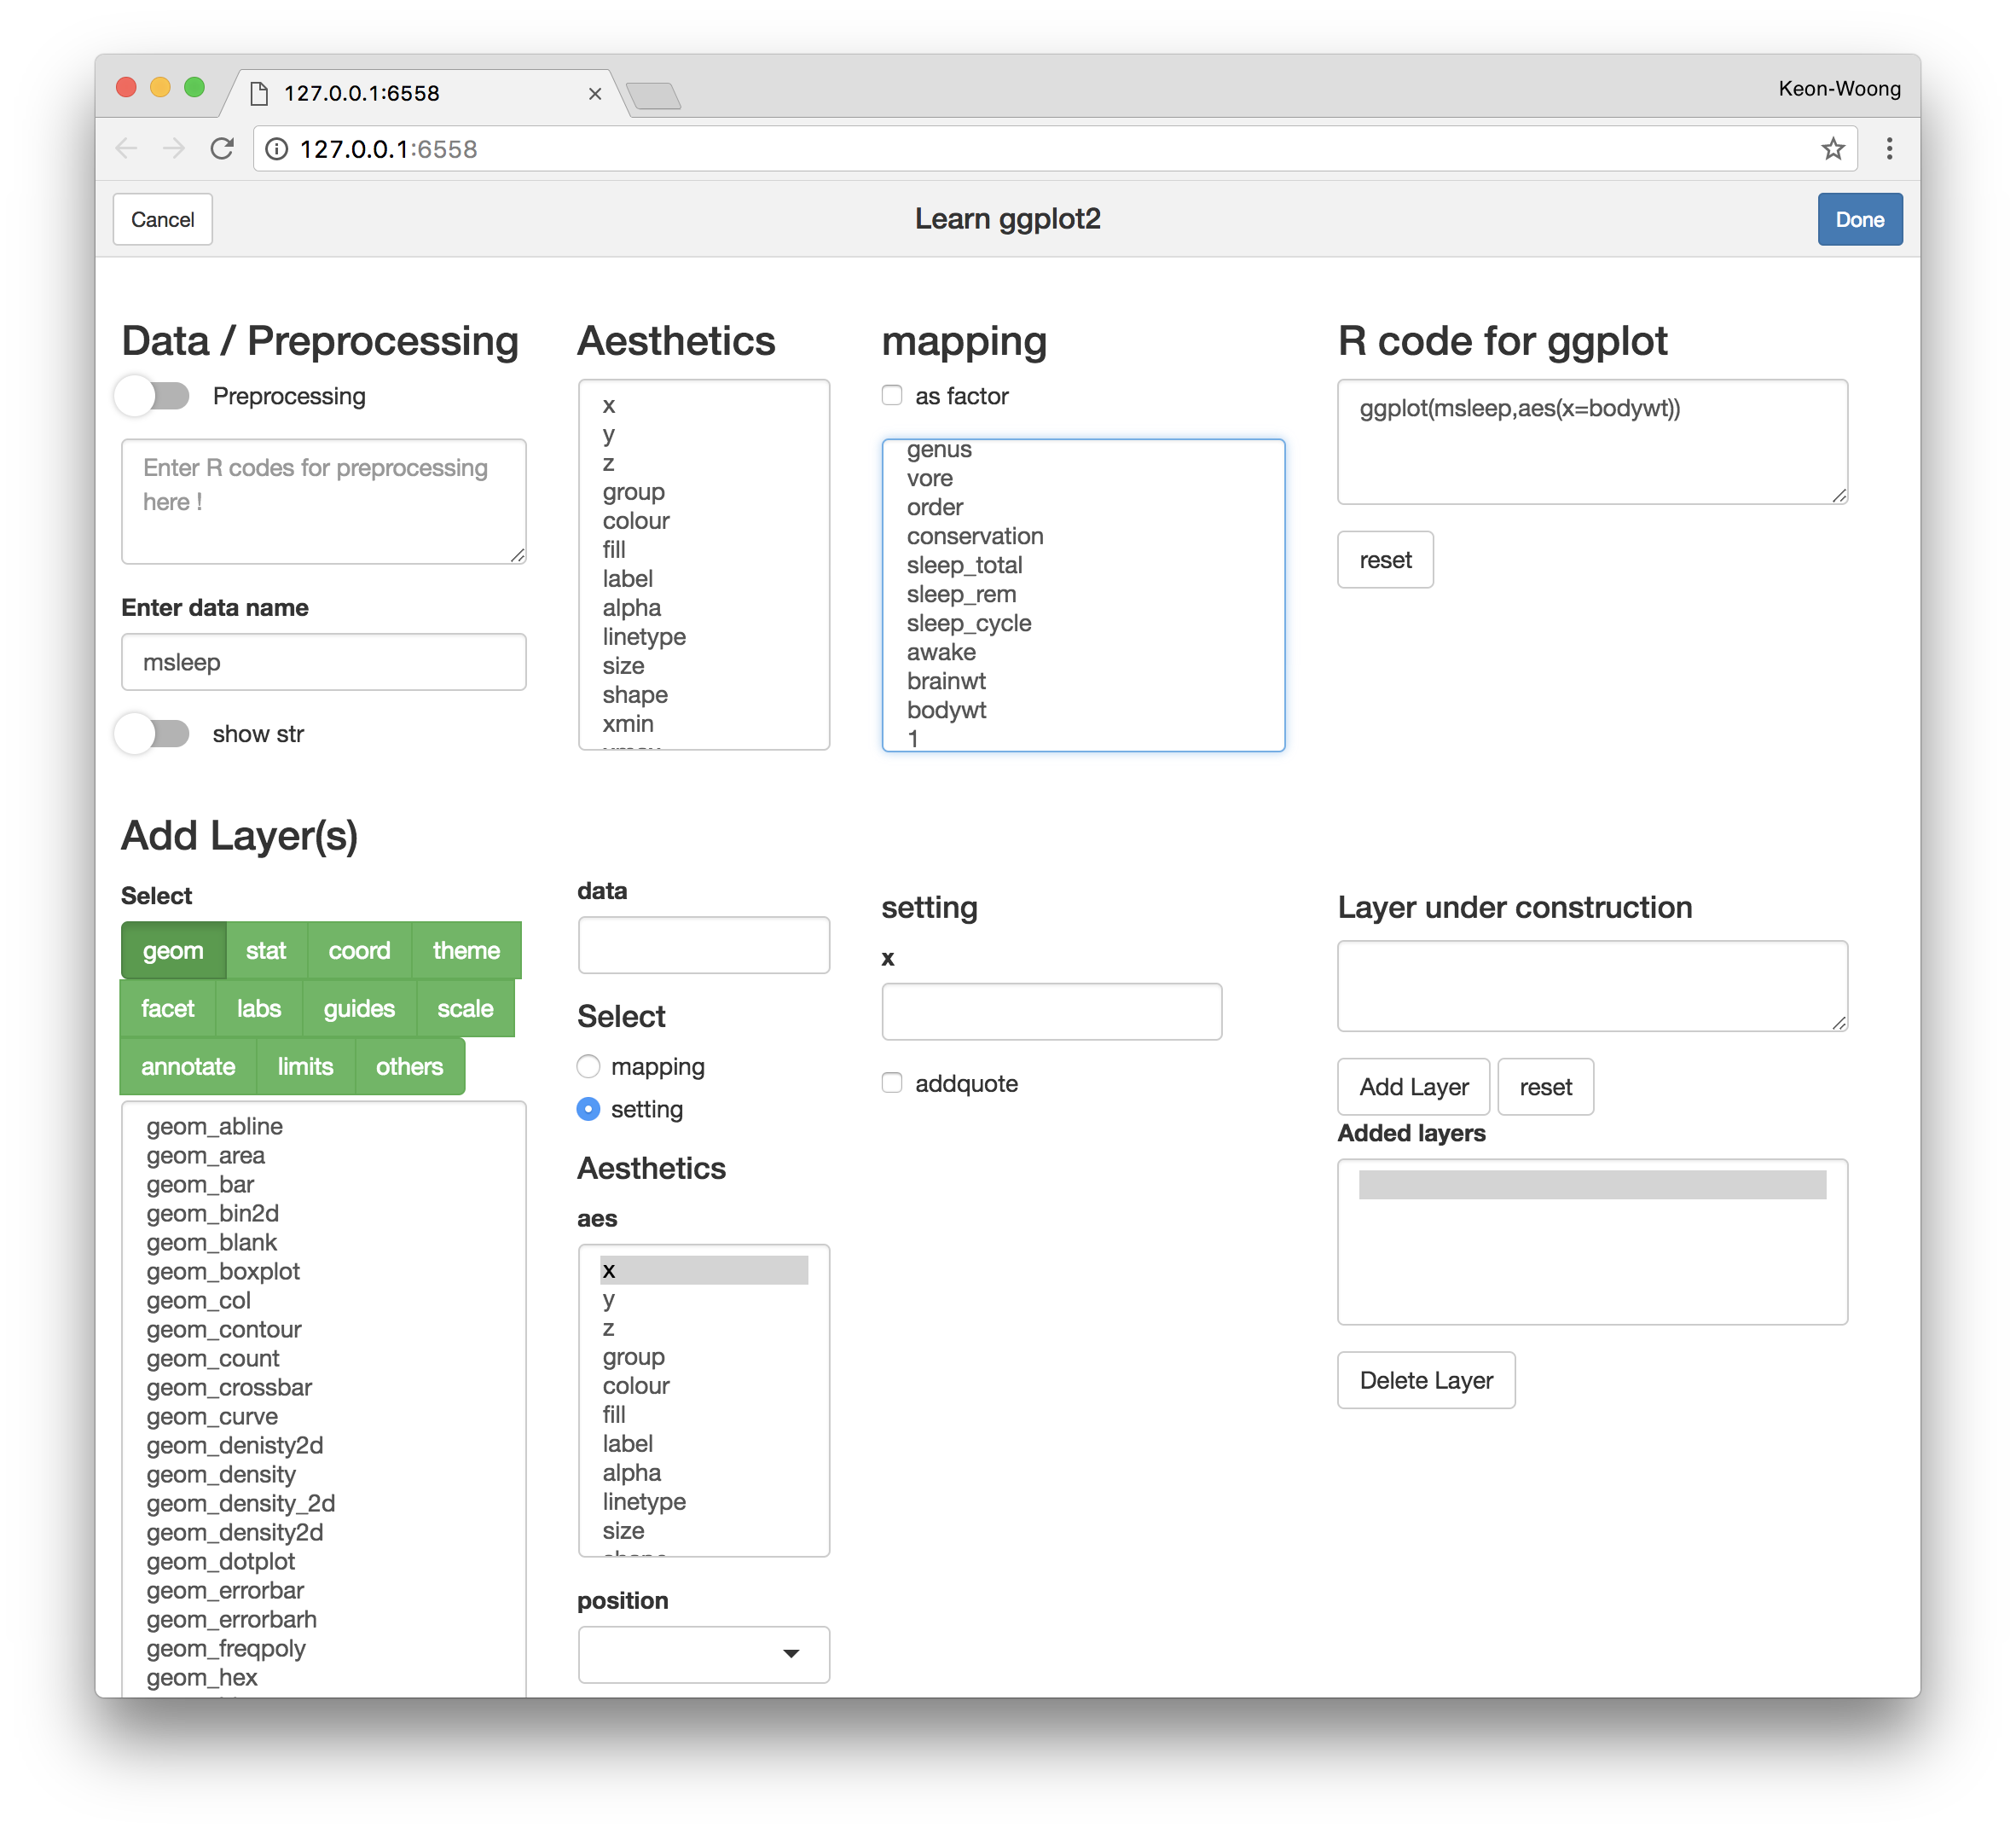 127.0.0.1:6558
Keon-Woong
127.0.0.1:6558
Cancel
Learn ggplot2
Done
Data / Preprocessing
Preprocessing
Enter R codes for preprocessing
here !
Enter data name
msleep
show str
Aesthetics
x
y
z
group
colour
fill
label
alpha
linetype
size
shape
xmin
mapping
as factor
genus
vore
order
conservation
sleep_total
sleep_rem
sleep_cycle
awake
brainwt
bodywt
1
R code for ggplot
ggplot(msleep,aes(x=bodywt))
reset
Add Layer(s)
Select
geom
stat
coord
theme
facet
labs
guides
scale
annotate
limits
others
geom_abline
geom_area
geom_bar
geom_bin2d
geom_blank
geom_boxplot
geom_col
geom_contour
geom_count
geom_crossbar
geom_curve
geom_denisty2d
geom_density
geom_density_2d
geom_density2d
geom_dotplot
geom_errorbar
geom_errorbarh
geom_freqpoly
geom_hex
data
Select
mapping
setting
Aesthetics
aes
x
y
z
group
colour
fill
label
alpha
linetype
size
position
setting
x
addquote
Layer under construction
Add Layer
reset
Added layers
Delete Layer